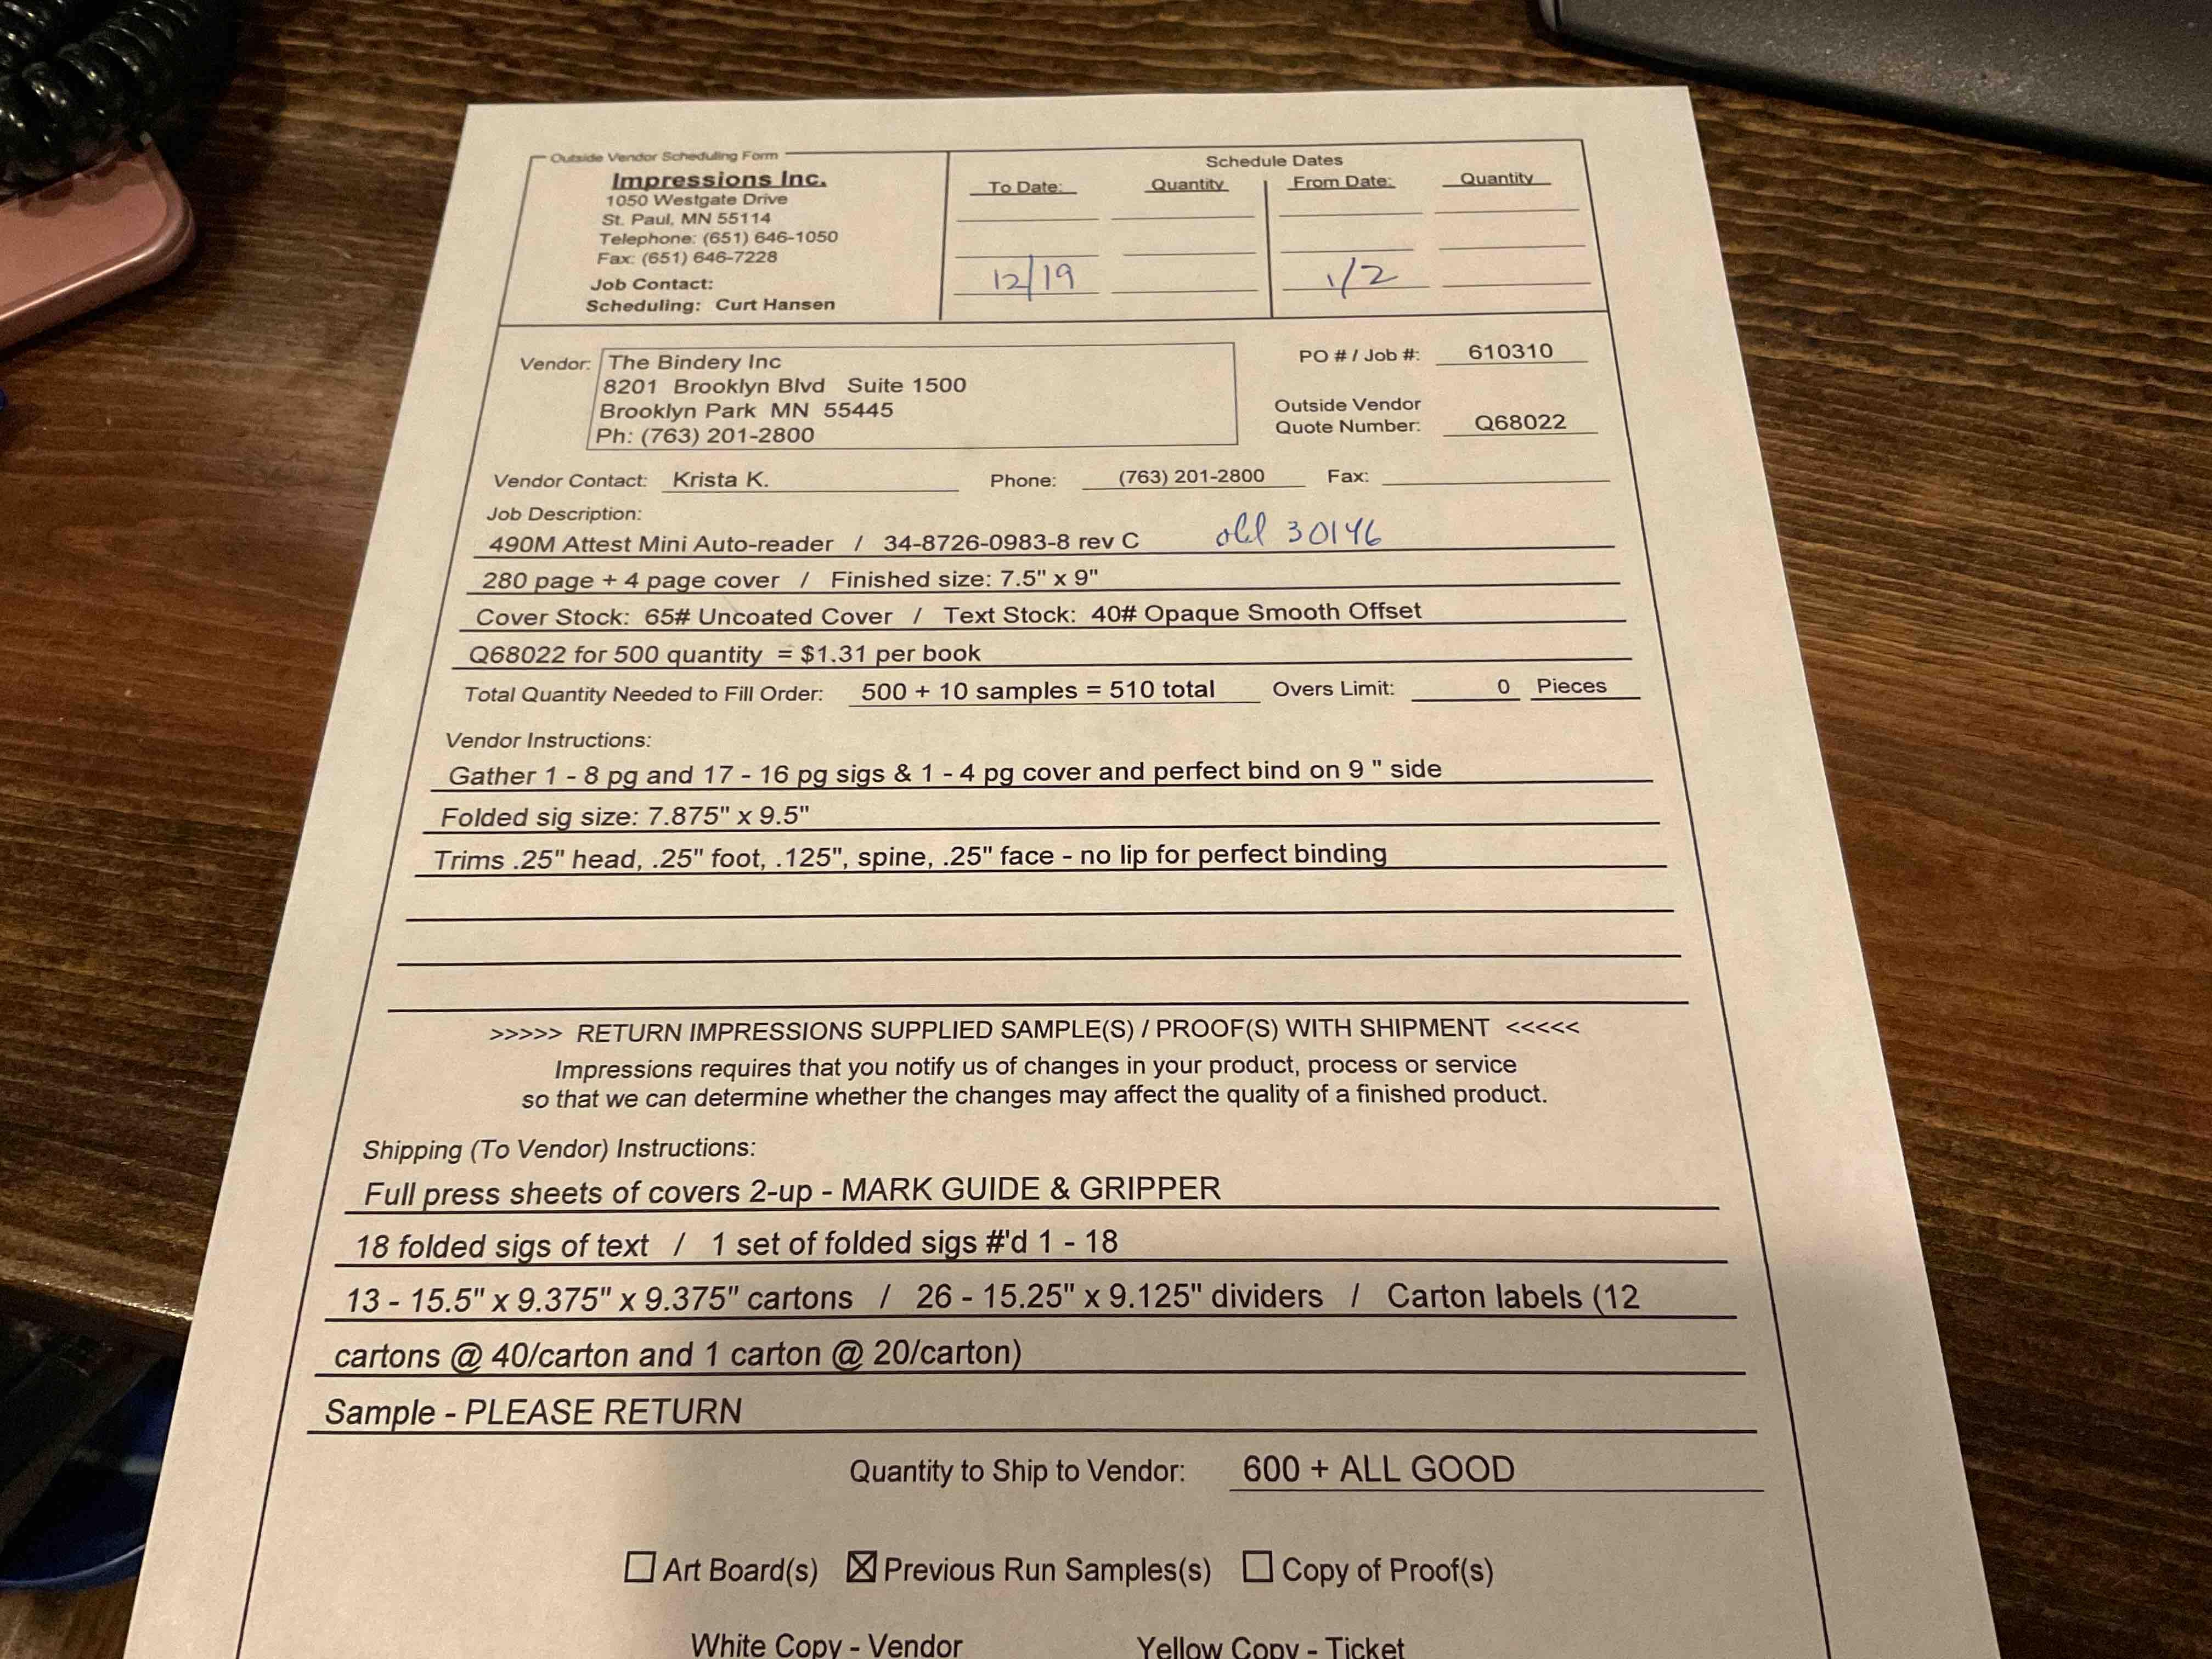 Outside Vendor Scheduling Form
Impressions Inc.
1050 Westgate Drive
St. Paul, MN 55114
Telephone: (651) 646-1050
Fax: (651) 646-7228
Job Contact:
Scheduling: Curt Hansen
Schedule Dates
To Date: Quantity From Date: Quantity
12/19 1/2
Vendor: The Bindery Inc
8201 Brooklyn Blvd Suite 1500
Brooklyn Park MN 55445
Ph: (763) 201-2800
PO # / Job #: 610310
Outside Vendor
Quote Number: Q68022
Vendor Contact: Krista K. Phone: (763) 201-2800 Fax:
Job Description:
490M Attest Mini Auto-reader / 34-8726-0983-8 rev C old 30146
280 page + 4 page cover / Finished size: 7.5" x 9"
Cover Stock: 65# Uncoated Cover / Text Stock: 40# Opaque Smooth Offset
Q68022 for 500 quantity = $1.31 per book
Total Quantity Needed to Fill Order: 500 + 10 samples = 510 total Overs Limit: 0 Pieces
Vendor Instructions:
Gather 1 - 8 pg and 17 - 16 pg sigs & 1 - 4 pg cover and perfect bind on 9 " side
Folded sig size: 7.875" x 9.5"
Trims .25" head, .25" foot, .125", spine, .25" face - no lip for perfect binding
>>>>> RETURN IMPRESSIONS SUPPLIED SAMPLE(S) / PROOF(S) WITH SHIPMENT <<<<<
Impressions requires that you notify us of changes in your product, process or service
so that we can determine whether the changes may affect the quality of a finished product.
Shipping (To Vendor) Instructions:
Full press sheets of covers 2-up - MARK GUIDE & GRIPPER
18 folded sigs of text / 1 set of folded sigs #'d 1 - 18
13 - 15.5" x 9.375" x 9.375" cartons / 26 - 15.25" x 9.125" dividers / Carton labels (12
cartons @ 40/carton and 1 carton @ 20/carton)
Sample - PLEASE RETURN
Quantity to Ship to Vendor: 600 + ALL GOOD
Art Board(s) Previous Run Samples(s) Copy of Proof(s)
White Copy - Vendor Yellow Copy - Ticket